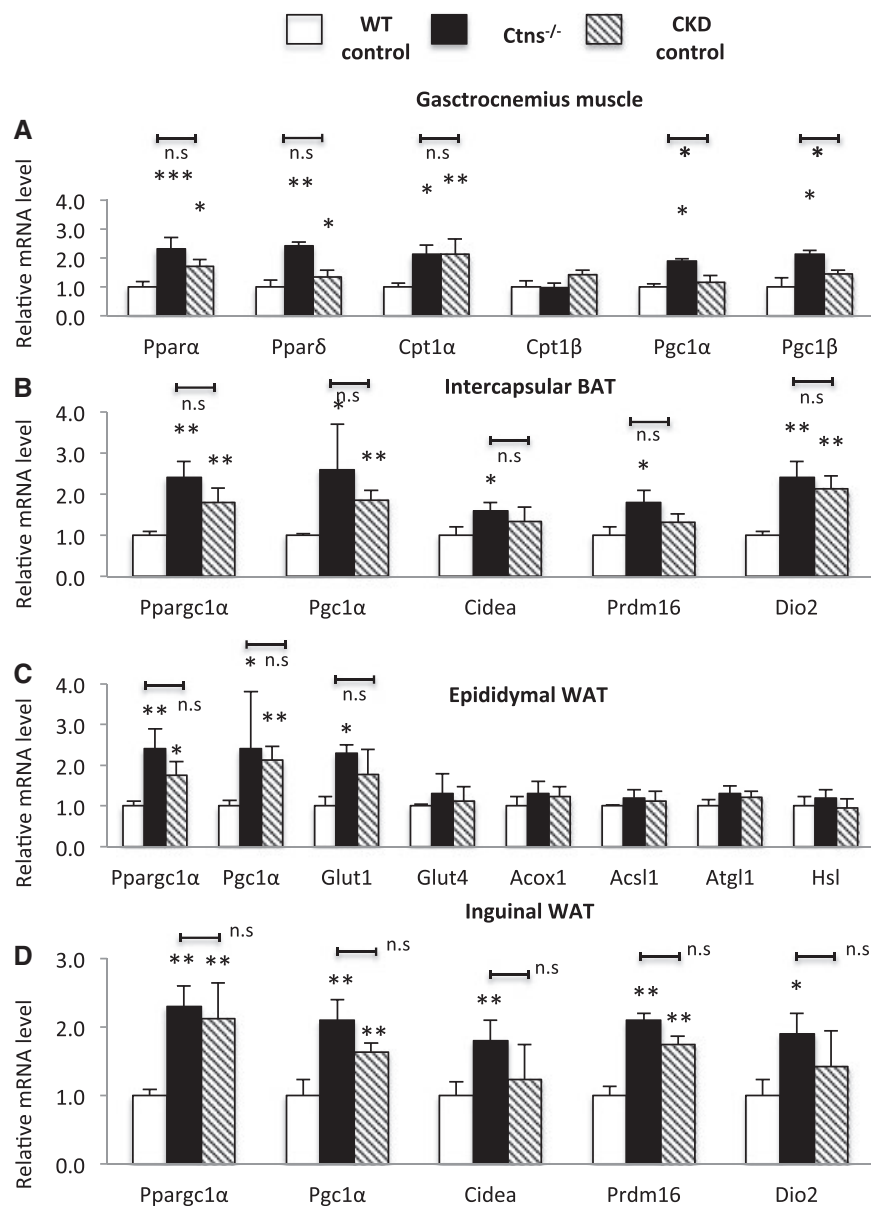 WT control Ctns-/- CKD control
Gasctrocnemius muscle
A
n.s n.s n.s * *
*** * ** * * ** * *
Relative mRNA level
4.0
3.0
2.0
1.0
0.0
Pparα Pparδ Cpt1α Cpt1β Pgc1α Pgc1β
B
Intercapsular BAT
n.s n.s n.s n.s n.s
** ** * ** * * ** **
Relative mRNA level
4.0
3.0
2.0
1.0
0.0
Ppargc1α Pgc1α Cidea Prdm16 Dio2
C
Epididymal WAT
n.s n.s n.s
** * * ** *
Relative mRNA level
4.0
3.0
2.0
1.0
0.0
Ppargc1α Pgc1α Glut1 Glut4 Acox1 Acsl1 Atgl1 Hsl
Inguinal WAT
D
n.s n.s n.s n.s n.s
** ** ** ** ** ** ** *
Relative mRNA level
3.0
2.0
1.0
0.0
Ppargc1α Pgc1α Cidea Prdm16 Dio2